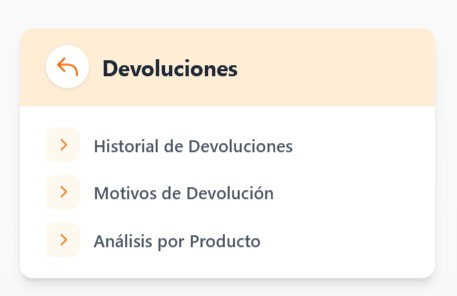 Devoluciones
Historial de Devoluciones
Motivos de Devolución
Análisis por Producto